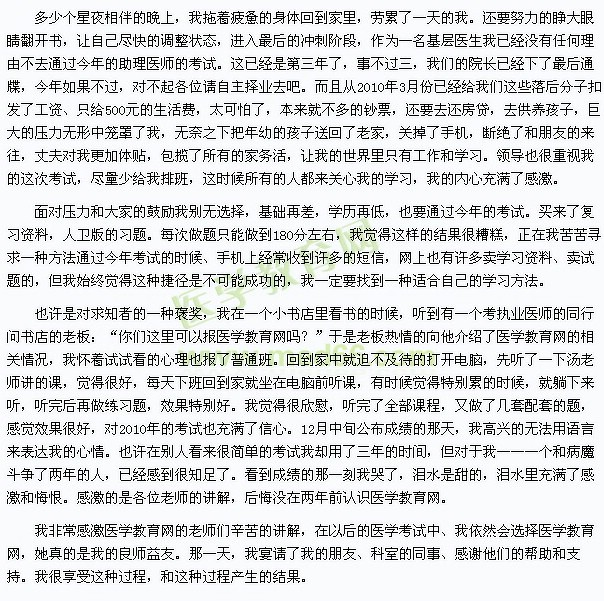 多少个星夜相伴的晚上，我拖着疲惫的身体回到家里，劳累了一天的我。还要努力的睁大眼
睛翻开书，让自己尽快的调整状态，进入最后的冲刺阶段，作为一名基层医生我已经没有任何理
由不去通过今年的助理医师的考试。这已经是第三年了，事不过三，我们的院长已经下了最后通
牒，今年如果不过，对不起各位请自主择业去吧。而且从2010年3月份已经给我们这些落后分子扣
发了工资、只给500元的生活费，太可怕了，本来就不多的钞票，还要去还房贷，去供养孩子，巨
大的压力无形中笼罩了我，无奈之下把年幼的孩子送回了老家，关掉了手机，断绝了和朋友的来
往，丈夫对我更加体贴，包揽了所有的家务活，让我的世界里只有工作和学习。领导也很重视我
的这次考试，尽量少给我排班，这时候所有的人都来关心我的学习，我的内心充满了感激。
面对压力和大家的鼓励我别无选择，基础再差，学历再低，也要通过今年的考试。买来了复
习资料，人卫版的习题。每次做题只能做到180分左右，我觉得这样的结果很糟糕，正在我苦苦寻
求一种方法通过考试的时候、手机上经常收到许多的短信，网上也有许多卖学习资料、卖试
题的，但我始终觉得这种捷径是不可能成功的，我一定要找到一种适合自己的学习方法。
也许是对求知者的一种褒奖，我在一个小书店里看书的时候，听到有一个考执业医师的同行
问书店的老板：“你们这里可以报医学教育网吗？”于是老板热情的向他介绍了医学教育网的相
关情况，我怀着试试看的心理也报了普通班。回到家中就迫不及待的打开电脑，先听了一下汤老
师讲的课，觉得很好，每天下班回到家就坐在电脑前听课，有时候觉得特别累的时候，就躺下来
听，听完后再做练习题，效果特别好。我觉得很欣慰，听完了全部课程，又做了几套配套的题，
感觉效果很好，对2010年的考试也充满了信心。12月中旬公布成绩的那天，我高兴的无法用语言
来表达我的心情。也许在别人看来很简单的考试我却用了三年的时间，但对于我一一一个和病魔
斗争了两年的人，已经感到很知足了。看到成绩的那一刻我哭了，泪水是甜的，泪水里充满了感
激和悔恨。感激的是各位老师的讲解，后悔没在两年前认识医学教育网。
我非常感激医学教育网的老师们辛苦的讲解，在以后的医学考试中、我依然会选择医学教育
网，她真的是我的良师益友。那一天，我宴请了我的朋友、科室的同事、感谢他们的帮助和支
持。我很享受这种过程，和这种过程产生的结果。
医学教育网